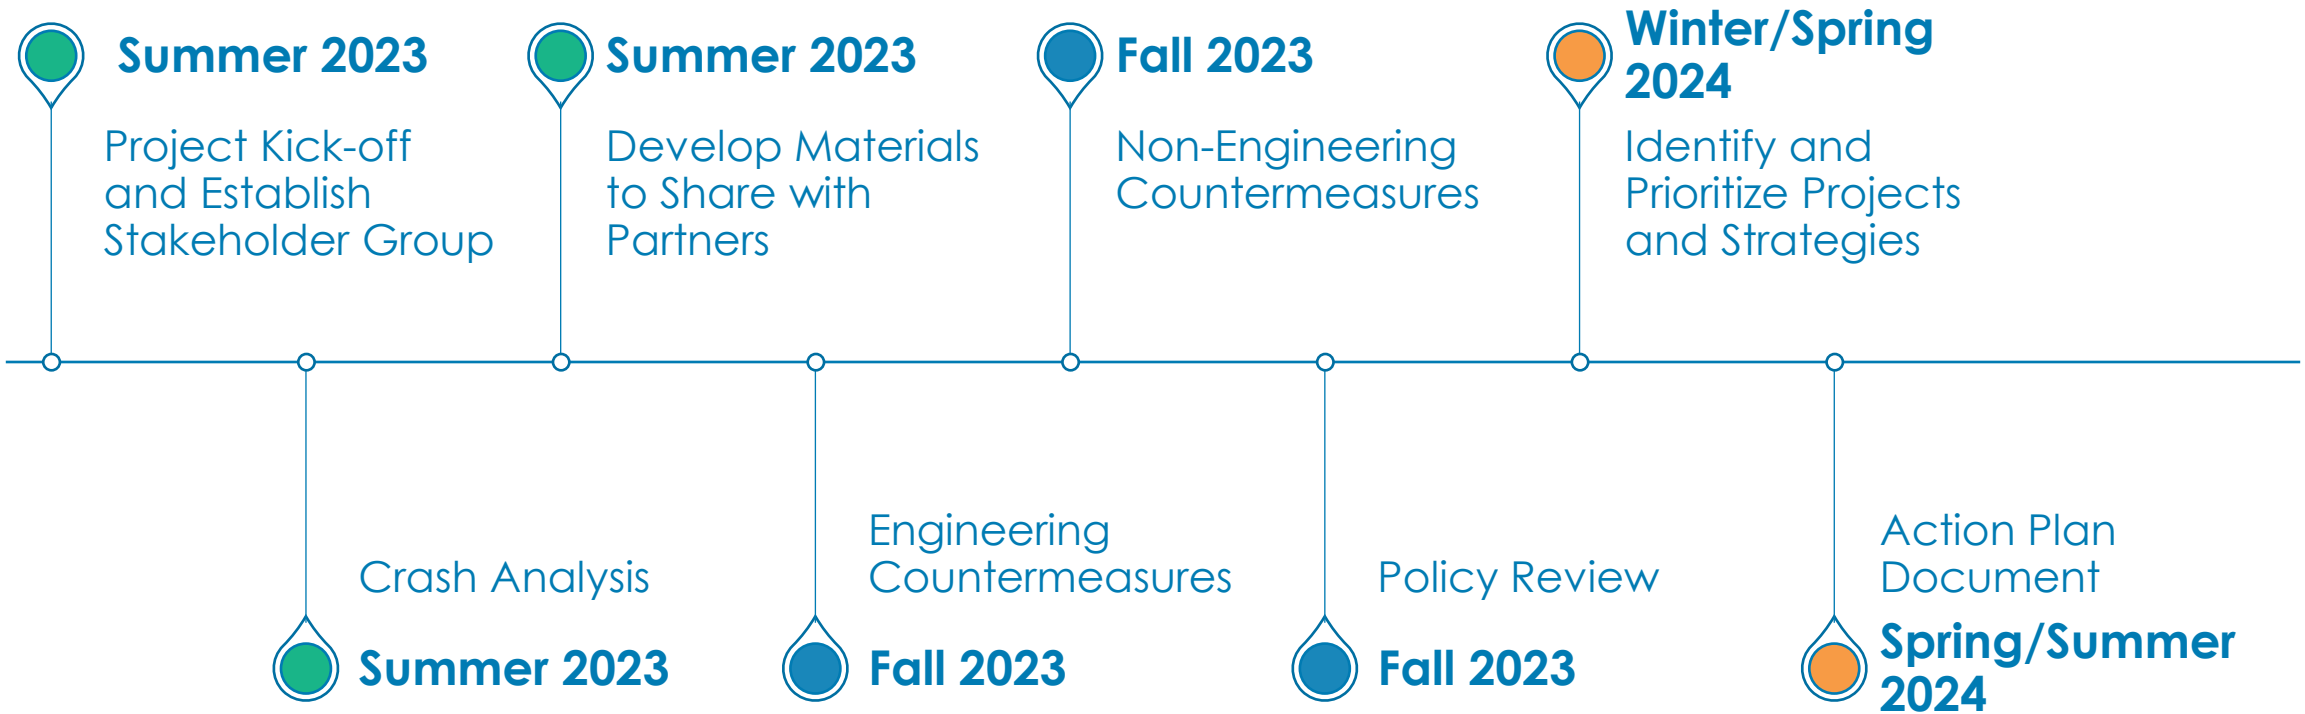 Summer 2023
Project Kick-off
and Establish
Stakeholder Group
Summer 2023
Develop Materials
to Share with
Partners
Fall 2023
Non-Engineering
Countermeasures
Winter/Spring
2024
Identify and
Prioritize Projects
and Strategies
Crash Analysis
Summer 2023
Engineering
Countermeasures
Fall 2023
Policy Review
Fall 2023
Action Plan
Document
Spring/Summer
2024